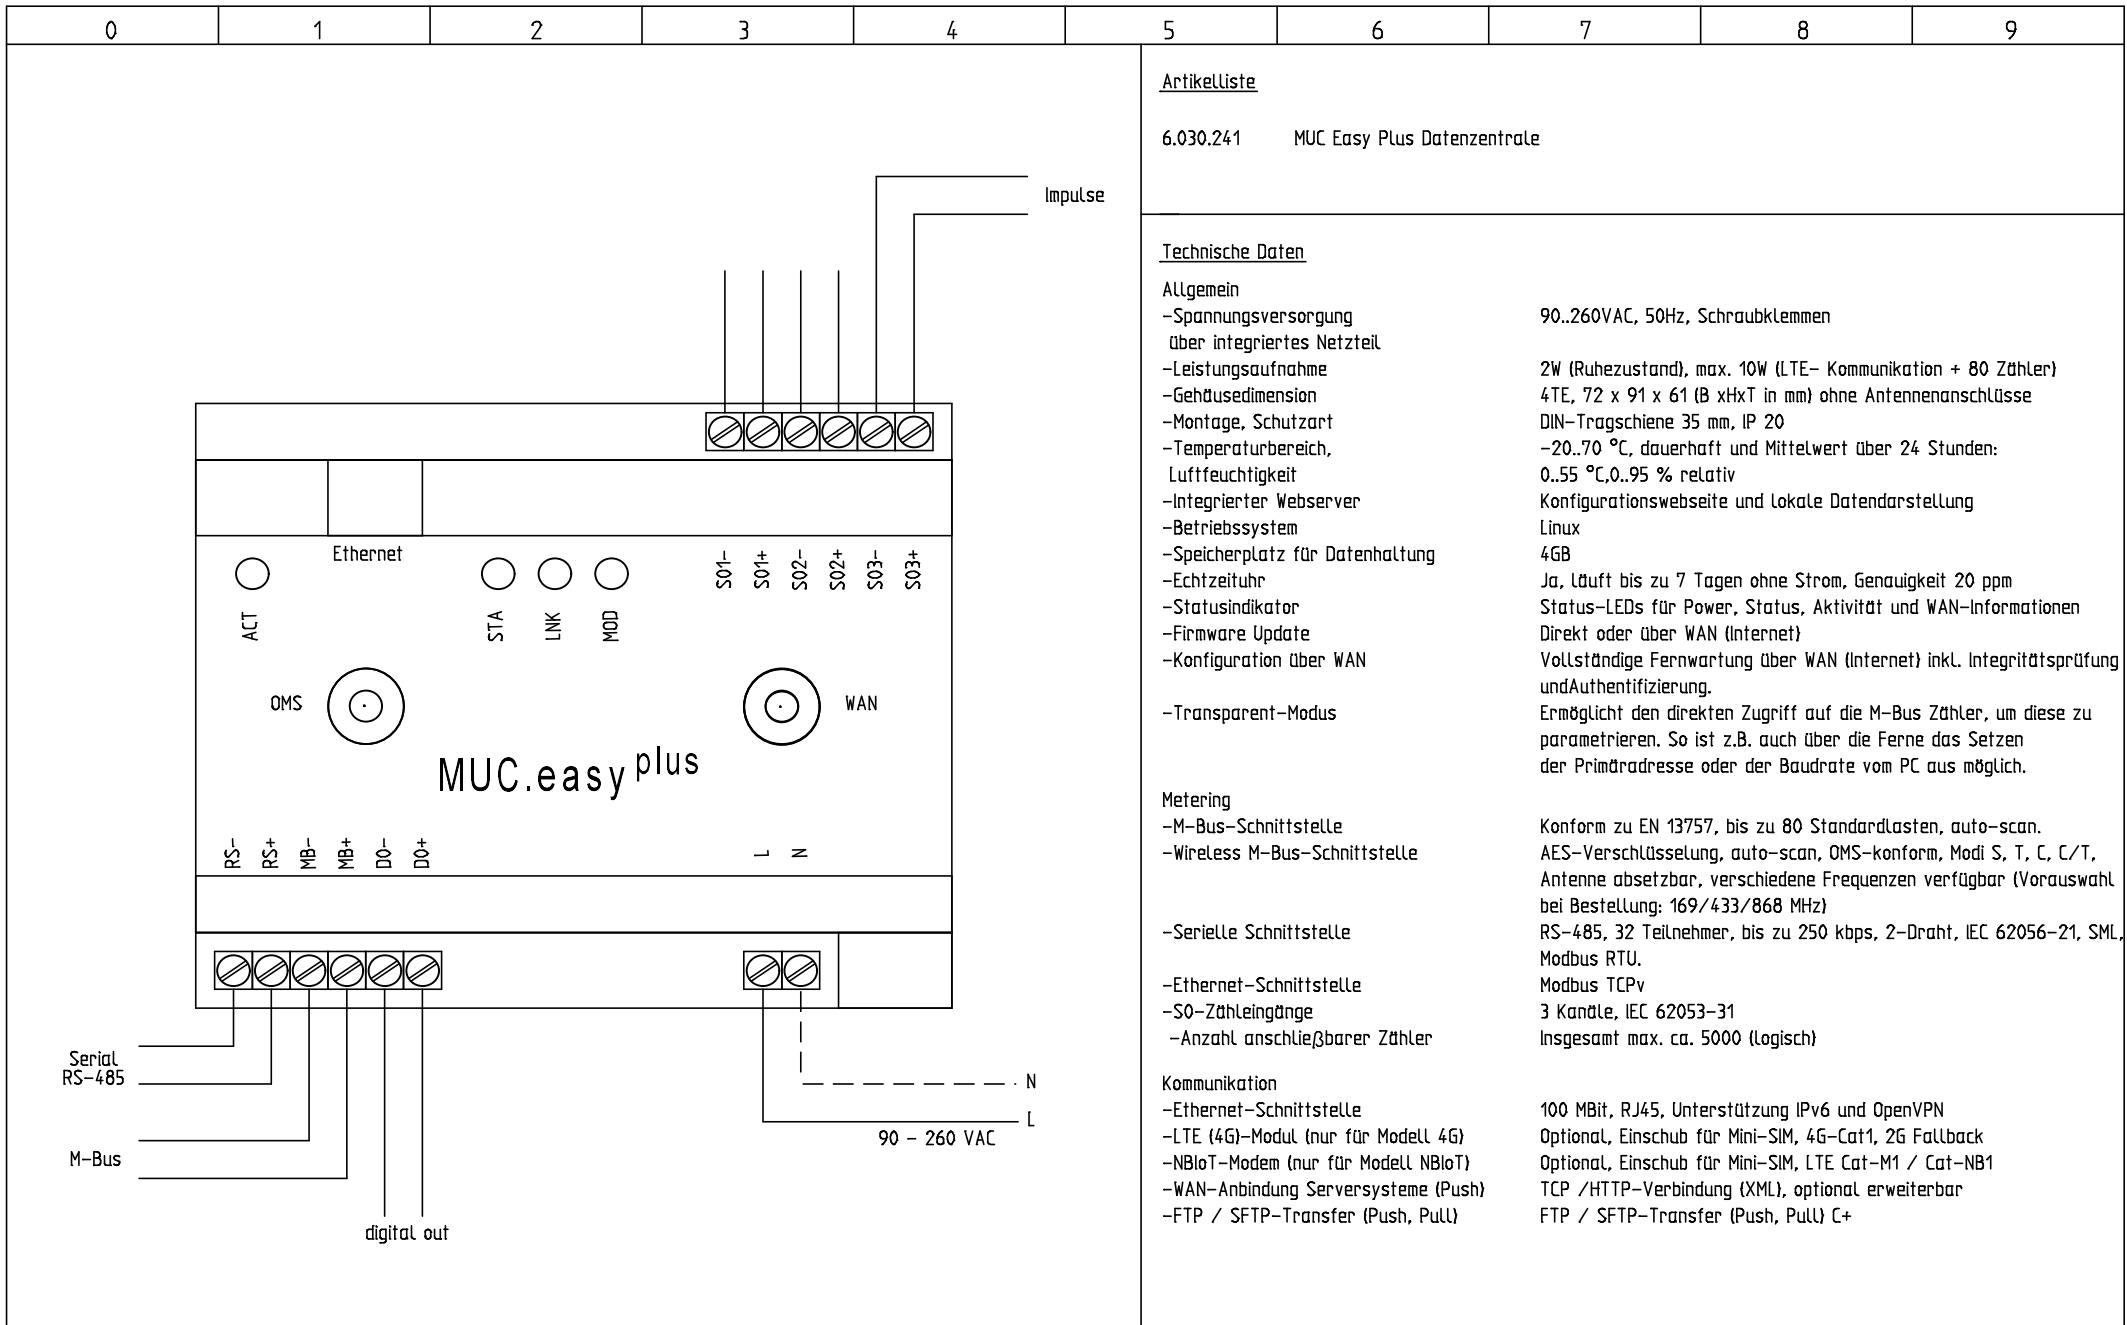 0 1 2 3 4 5 6 7 8 9
Impulse
Ethernet
ACT
STA
LNK
MOD
S01-
S01+
S02-
S02+
S03-
S03+
OMS
WAN
MUC.easy plus
RS-
RS+
MB-
MB+
DO-
DO+
L
N
Serial
RS-485
M-Bus
digital out
N
L
90 - 260 VAC
Artikelliste
6.030.241 MUC Easy Plus Datenzentrale
Technische Daten
Allgemein
-Spannungsversorgung 90..260VAC, 50Hz, Schraubklemmen
über integriertes Netzteil
-Leistungsaufnahme 2W (Ruhezustand), max. 10W (LTE- Kommunikation + 80 Zähler)
-Gehäusedimension 4TE, 72 x 91 x 61 (B xHxT in mm) ohne Antennenanschlüsse
-Montage, Schutzart DIN-Tragschiene 35 mm, IP 20
-Temperaturbereich, -20..70 °C, dauerhaft und Mittelwert über 24 Stunden:
Luftfeuchtigkeit 0..55 °C,0..95 % relativ
-Integrierter Webserver Konfigurationswebseite und lokale Datendarstellung
-Betriebssystem Linux
-Speicherplatz für Datenhaltung 4GB
-Echtzeituhr Ja, läuft bis zu 7 Tagen ohne Strom, Genauigkeit 20 ppm
-Statusindikator Status-LEDs für Power, Status, Aktivität und WAN-Informationen
-Firmware Update Direkt oder über WAN (Internet)
-Konfiguration über WAN Vollständige Fernwartung über WAN (Internet) inkl. Integritätsprüfung
undAuthentifizierung.
-Transparent-Modus Ermöglicht den direkten Zugriff auf die M-Bus Zähler, um diese zu
parametrieren. So ist z.B. auch über die Ferne das Setzen
der Primäradresse oder der Baudrate vom PC aus möglich.
Metering
-M-Bus-Schnittstelle Konform zu EN 13757, bis zu 80 Standardlasten, auto-scan.
-Wireless M-Bus-Schnittstelle AES-Verschlüsselung, auto-scan, OMS-konform, Modi S, T, C, C/T,
Antenne absetzbar, verschiedene Frequenzen verfügbar (Vorauswahl
bei Bestellung: 169/433/868 MHz)
-Serielle Schnittstelle RS-485, 32 Teilnehmer, bis zu 250 kbps, 2-Draht, IEC 62056-21, SML,
Modbus RTU.
-Ethernet-Schnittstelle Modbus TCPv
-S0-Zähleingänge 3 Kanäle, IEC 62053-31
-Anzahl anschließbarer Zähler Insgesamt max. ca. 5000 (logisch)
Kommunikation
-Ethernet-Schnittstelle 100 MBit, RJ45, Unterstützung IPv6 und OpenVPN
-LTE (4G)-Modul (nur für Modell 4G) Optional, Einschub für Mini-SIM, 4G-Cat1, 2G Fallback
-NBIoT-Modem (nur für Modell NBIoT) Optional, Einschub für Mini-SIM, LTE Cat-M1 / Cat-NB1
-WAN-Anbindung Serversysteme (Push) TCP /HTTP-Verbindung (XML), optional erweiterbar
-FTP / SFTP-Transfer (Push, Pull) FTP / SFTP-Transfer (Push, Pull) C+